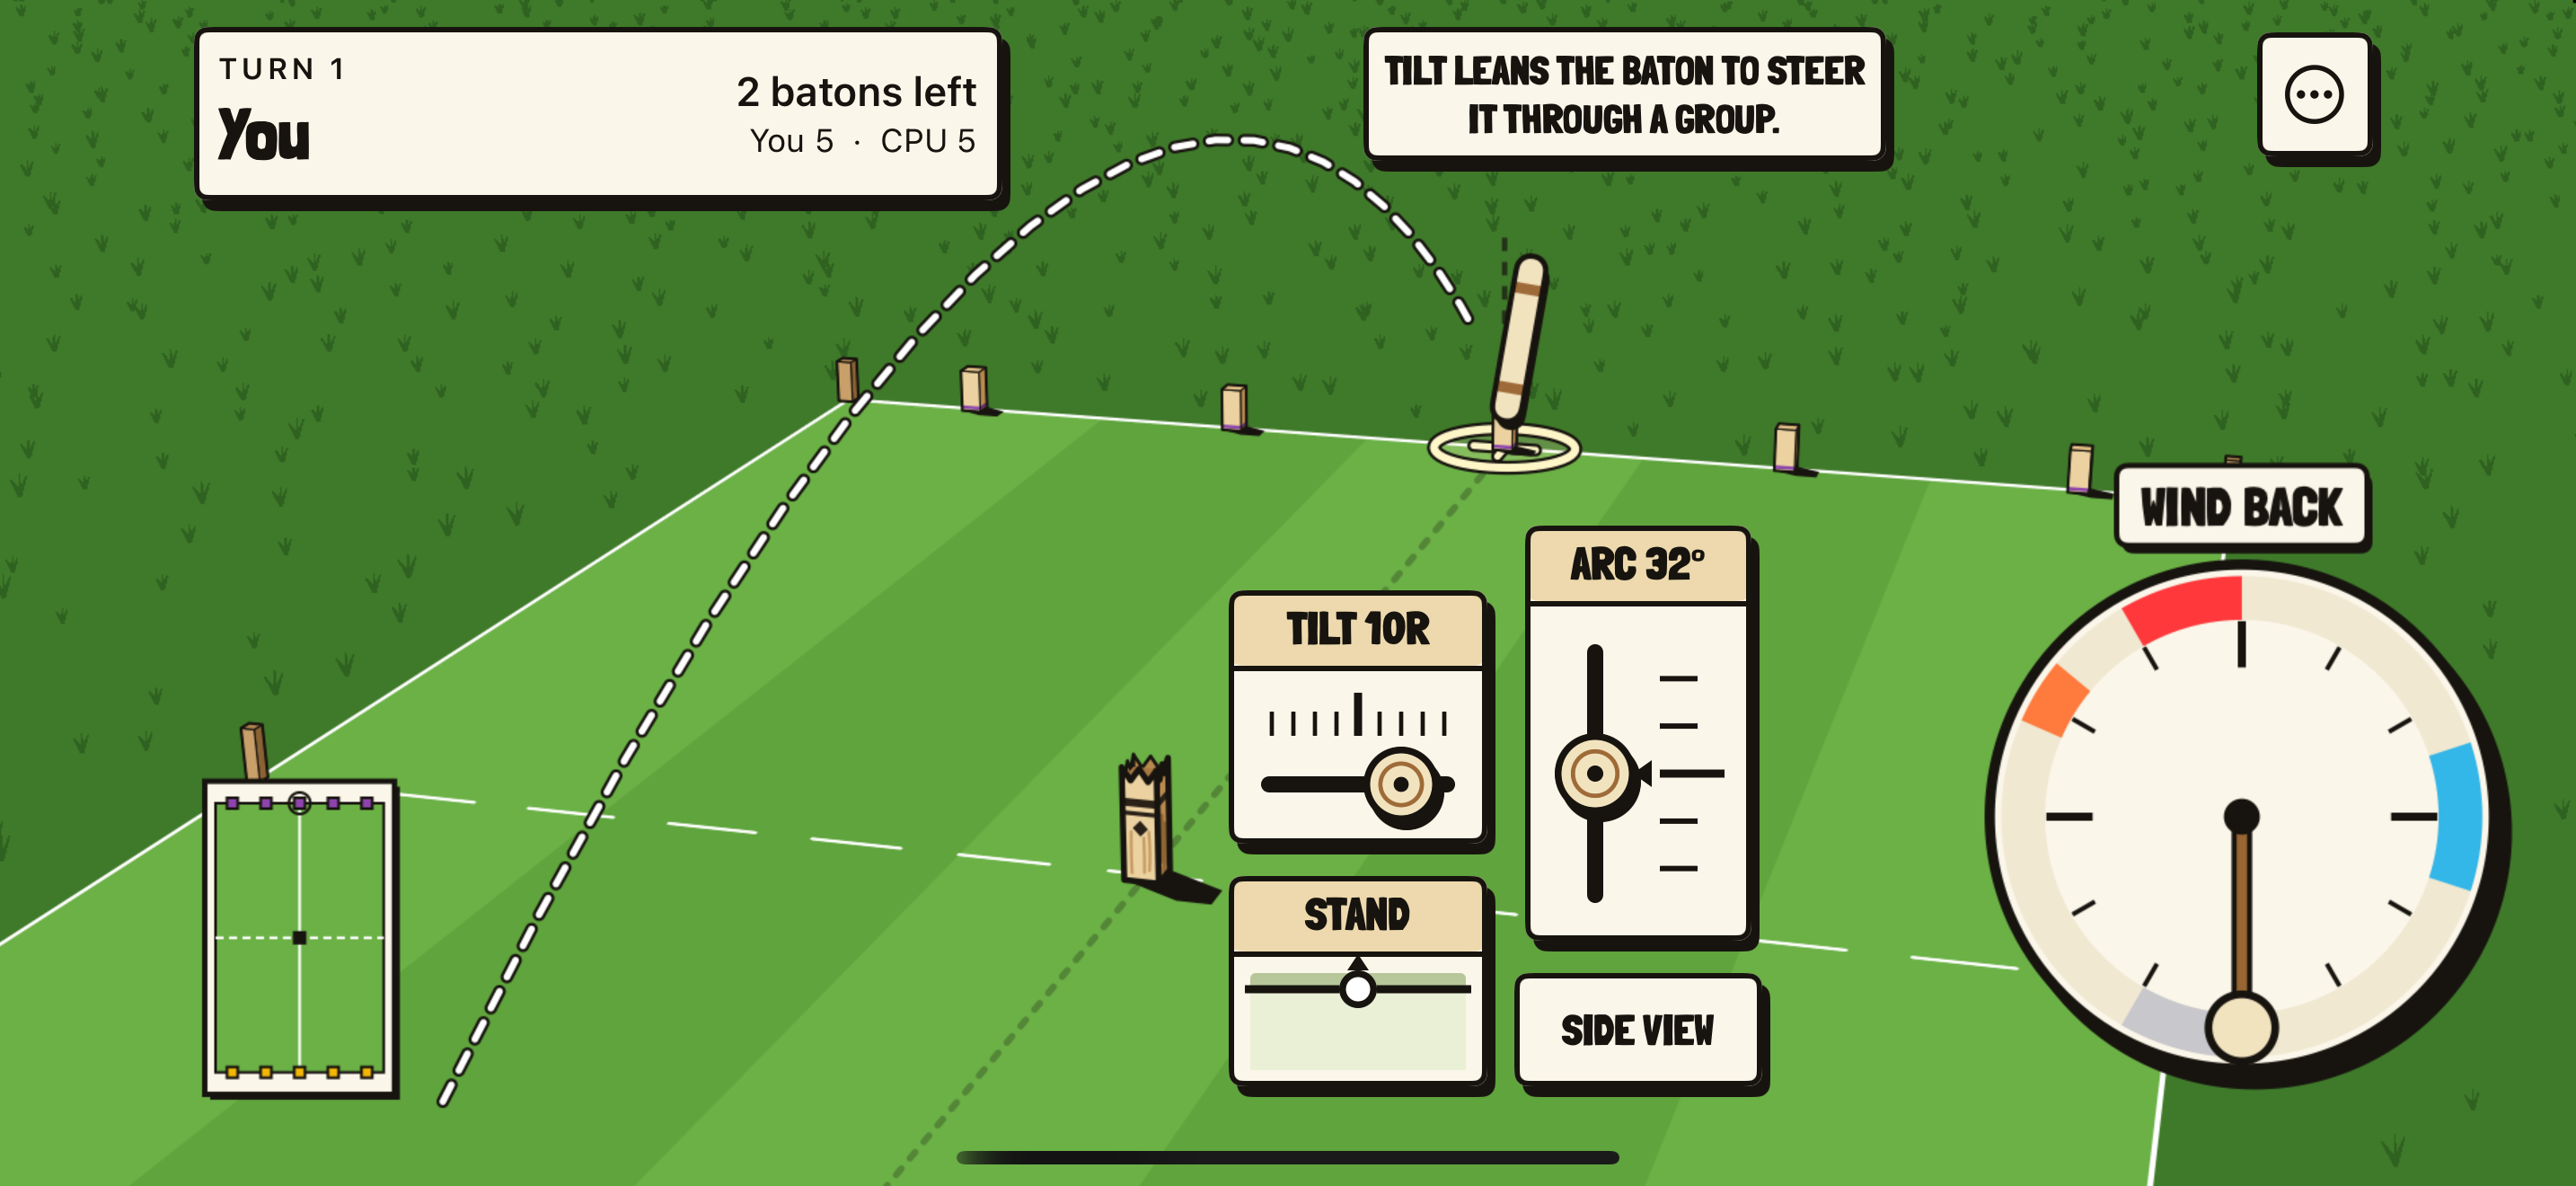 TURN 1
You
2 batons left
You 5 · CPU 5
TILT LEANS THE BATON TO STEER
IT THROUGH A GROUP.
WIND BACK
ARC 32°
TILT 10R
STAND
SIDE VIEW